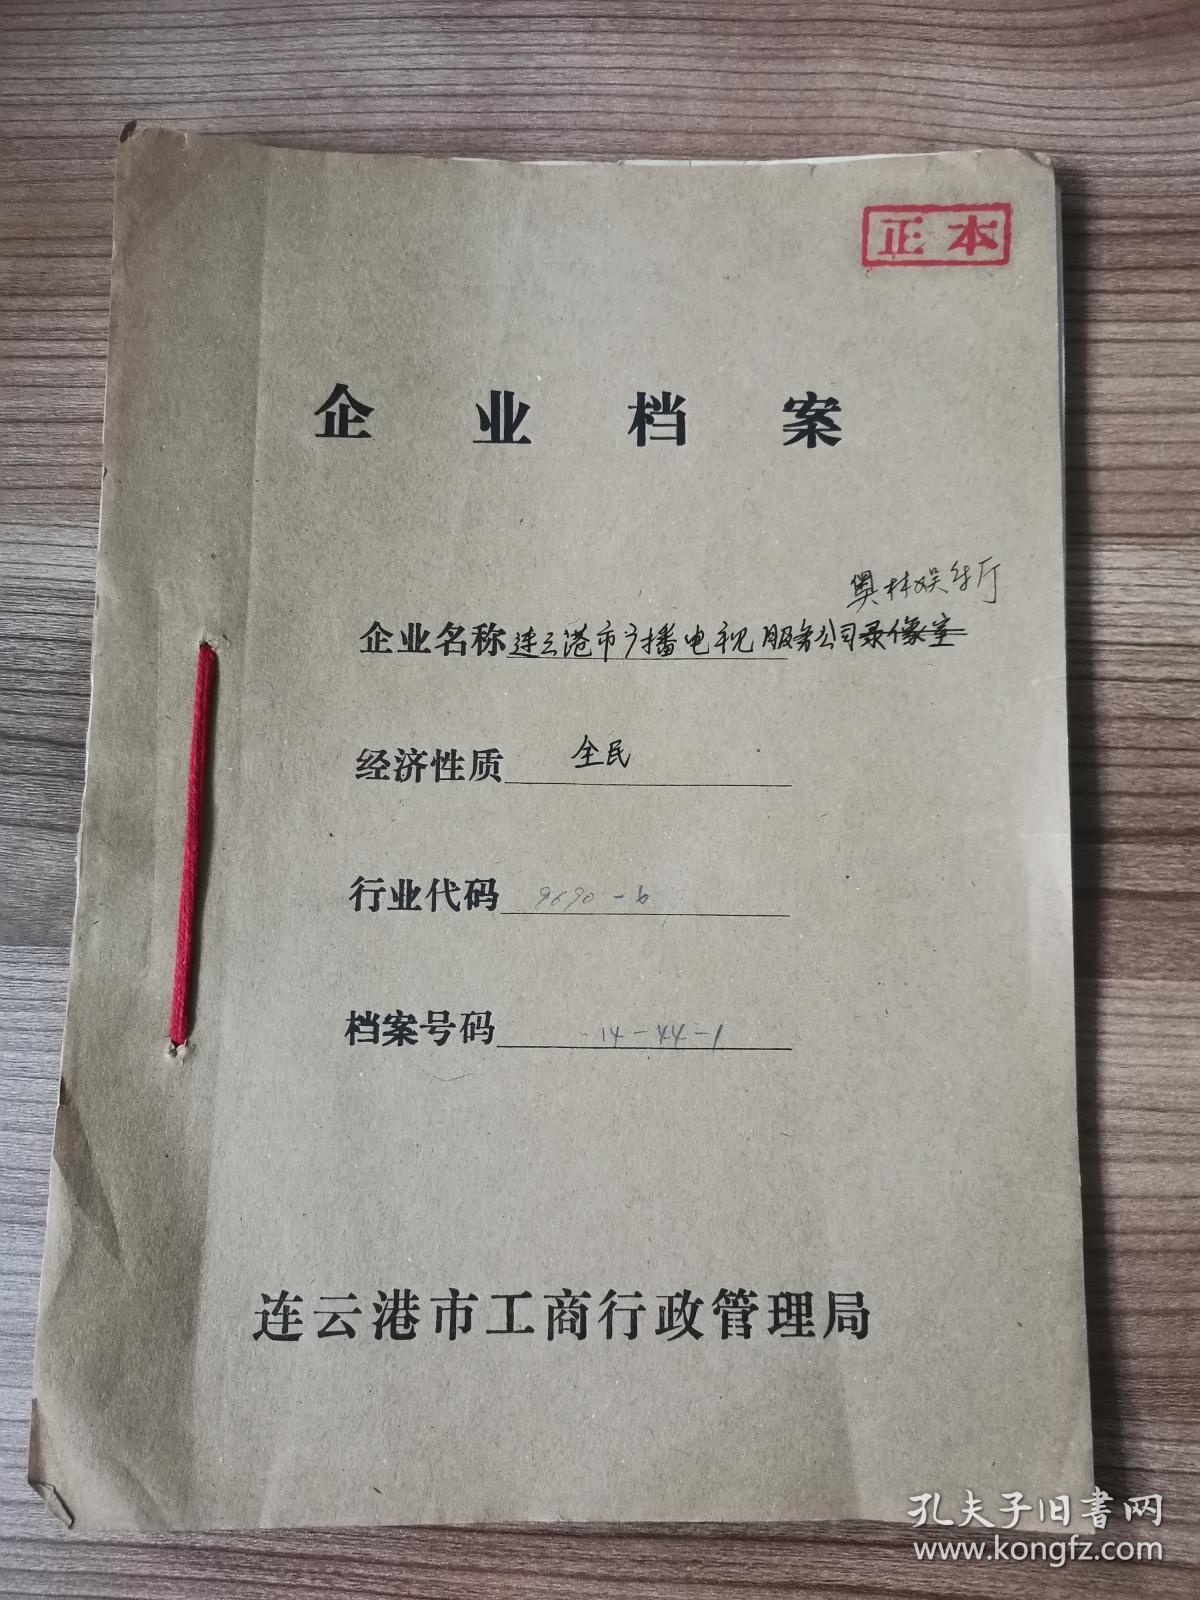 正本
企业档案
奥林娱乐厅
企业名称连云港市广播电视服务公司录像室
经济性质 全民
行业代码 9690-6
档案号码 14-44-1
连云港市工商行政管理局
孔夫子旧书网
www.kongfz.com